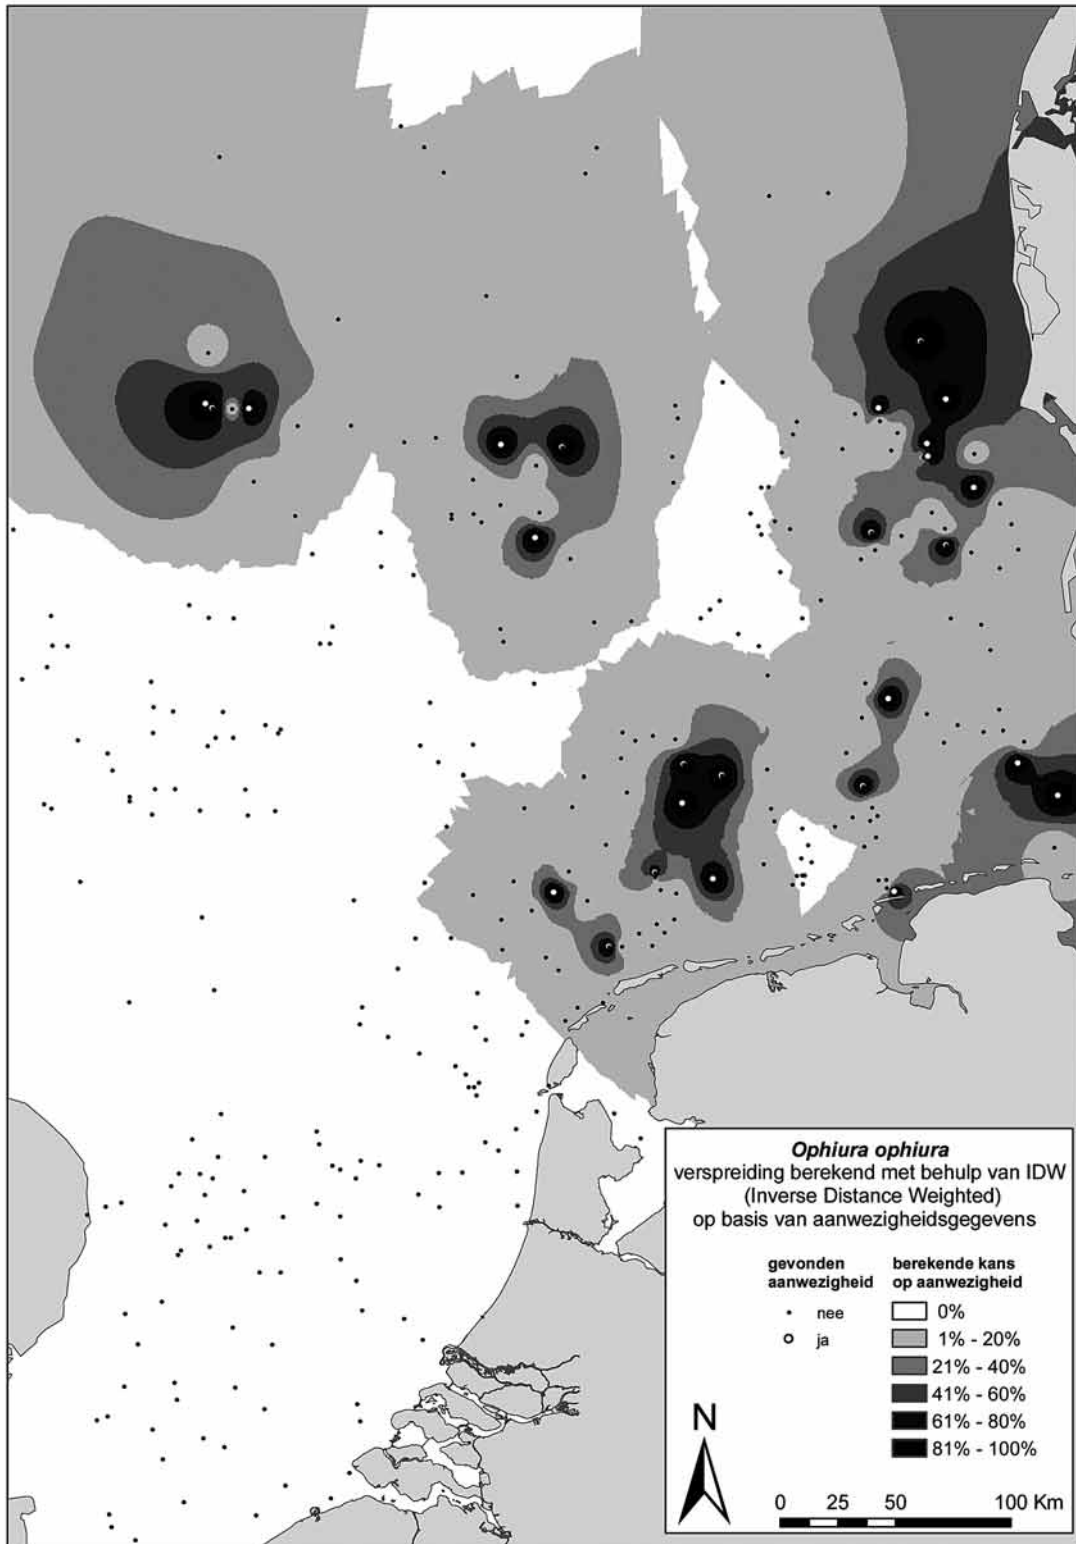 Ophiura ophiura
verspreiding berekend met behulp van IDW
(Inverse Distance Weighted)
op basis van aanwezigheidsgegevens
gevonden
aanwezigheid
nee
ja
berekende kans
op aanwezigheid
0%
1% - 20%
21% - 40%
41% - 60%
61% - 80%
81% - 100%
N
0 25 50 100 Km